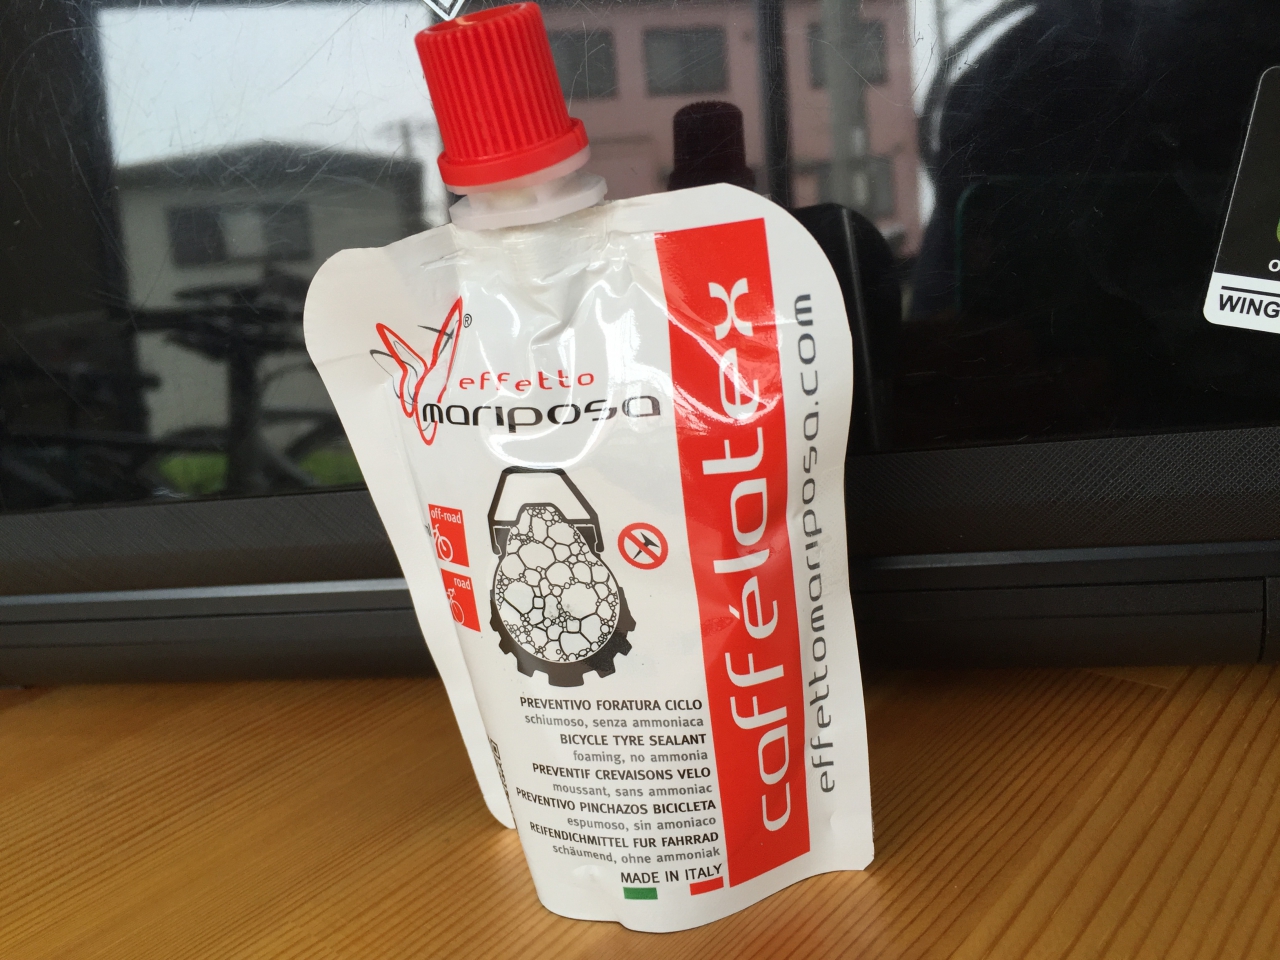 effetto
mariposa
®
off-road
road
PREVENTIVO FORATURA CICLO
schiumoso, senza ammoniaca
BICYCLE TYRE SEALANT
foaming, no ammonia
PREVENTIF CREVAISONS VELO
moussant, sans ammoniac
PREVENTIVO PINCHAZOS BICICLETA
espumoso, sin amoniaco
REIFENDICHMITTEL FUR FAHRRAD
schäumend, ohne ammoniak
MADE IN ITALY
caffélatex
effettomariposa.com
WING